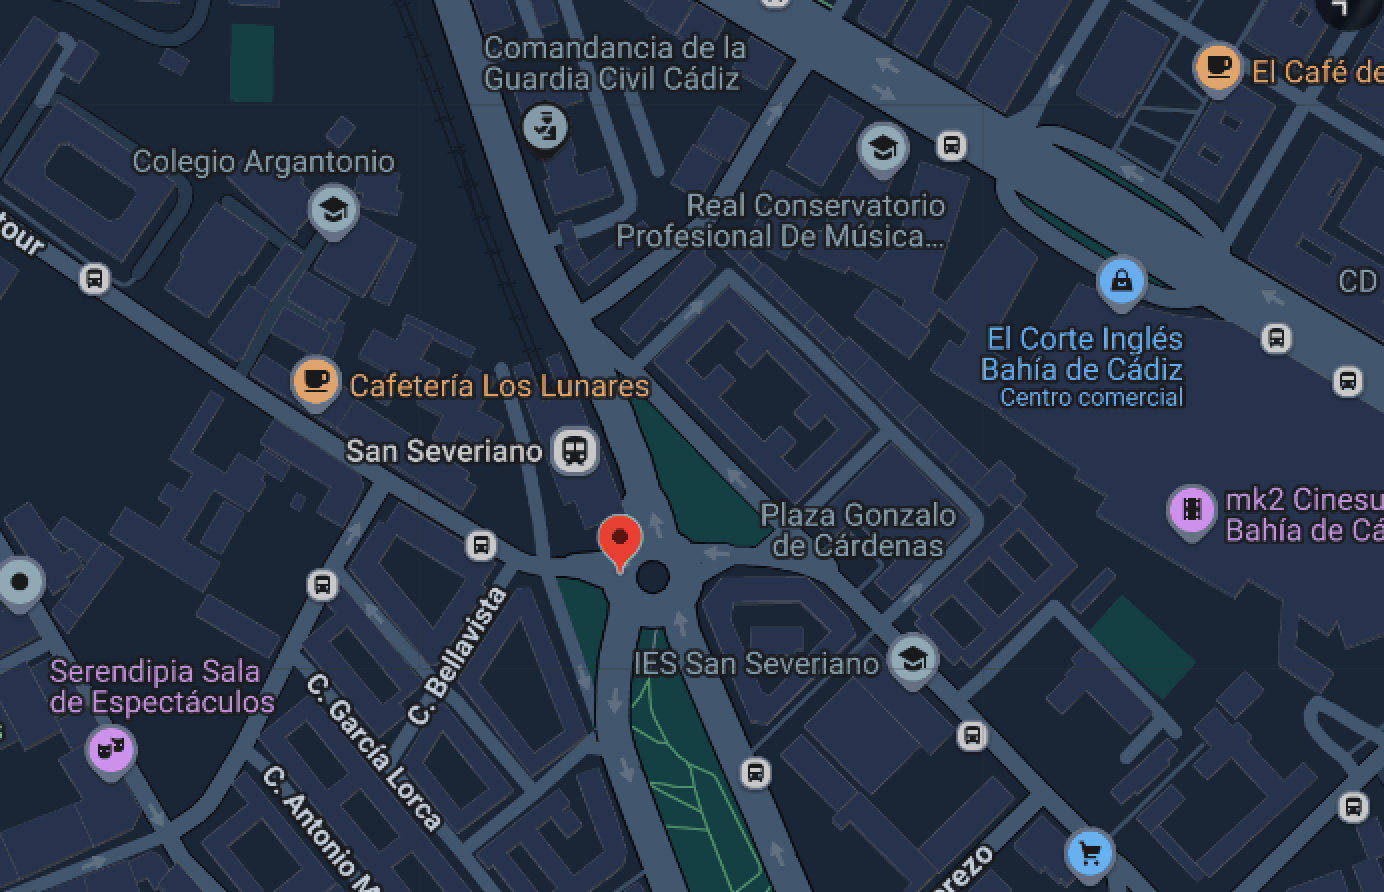 Comandancia de la
Guardia Civil Cádiz
El Café de
Colegio Argantonio
Real Conservatorio
Profesional De Música...
tour
CD
El Corte Inglés
Bahía de Cádiz
Centro comercial
Cafetería Los Lunares
San Severiano
mk2 Cinesu
Bahía de Cá
Plaza Gonzalo
de Cárdenas
C. Bellavista
IES San Severiano
Serendipia Sala
de Espectáculos
s
C. García Lorca
C. Antonio M
erezo